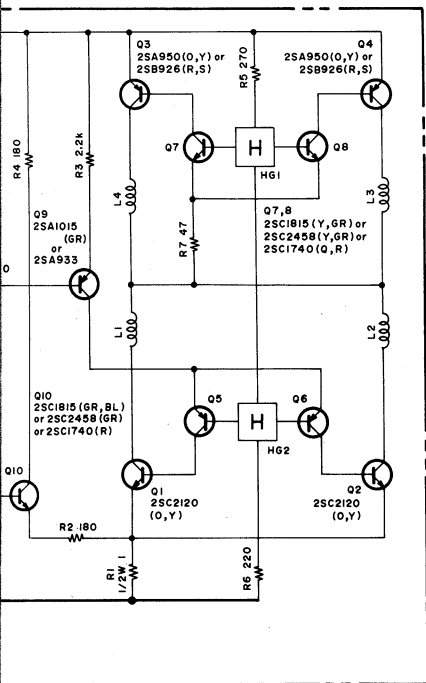 Q3
2SA950(O,Y) or
2SB926(R,S)
R5 270
Q4
2SA950(O,Y) or
2SB926(R,S)
R4 180
R3 2.2k
Q7
H
HG1
Q8
L4
L3
Q9
2SA1015
(GR)
or
2SA933
R7 47
Q7,8
2SC1815(Y,GR) or
2SC2458(Y,GR) or
2SC1740(Q,R)
O
L1
L2
Q10
2SC1815(GR,BL)
or 2SC2458(GR)
or 2SC1740(R)
Q5
H
HG2
Q6
Q10
Q1
2SC2120
(O,Y)
Q2
2SC2120
(O,Y)
R2 180
R1 1
1/2W
R6 220